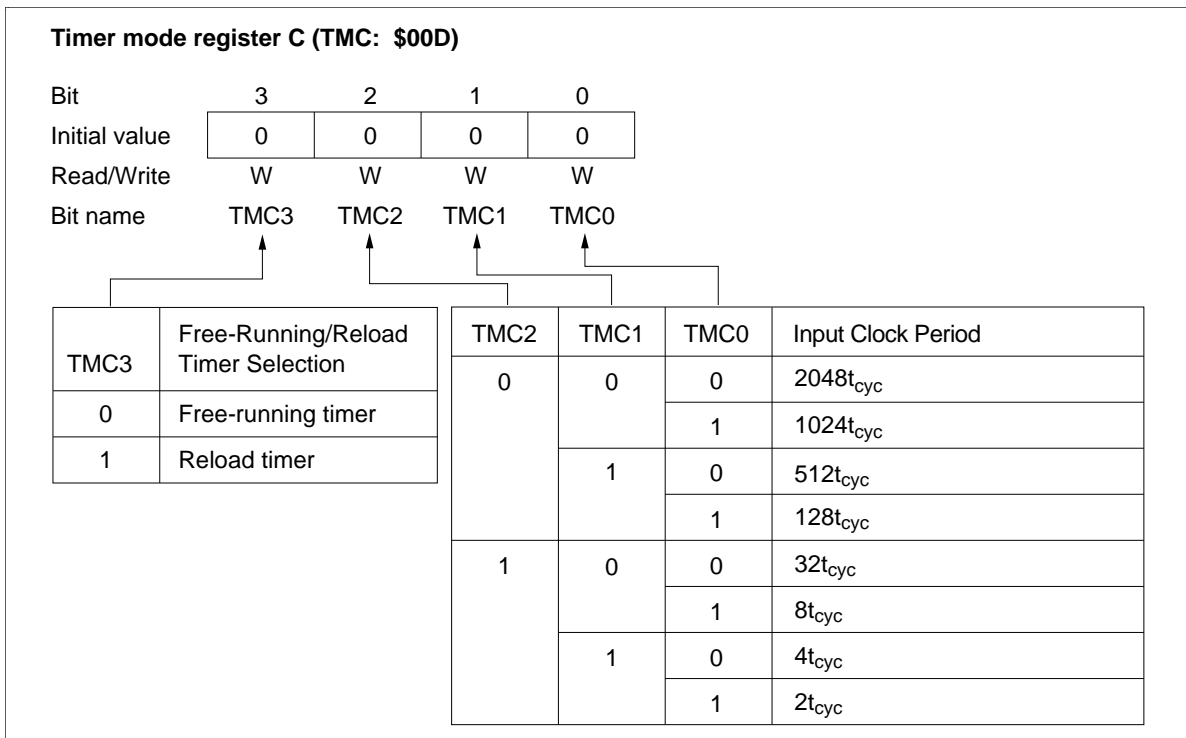 Timer mode register C (TMC: $00D)
Bit 3 2 1 0
Initial value 0 0 0 0
Read/Write W W W W
Bit name TMC3 TMC2 TMC1 TMC0
TMC3 Free-Running/Reload Timer Selection
0 Free-running timer
1 Reload timer
TMC2 TMC1 TMC0 Input Clock Period
0 0 0 2048tcyc
1 1024tcyc
1 0 512tcyc
1 128tcyc
1 0 0 32tcyc
1 8tcyc
1 0 4tcyc
1 2tcyc